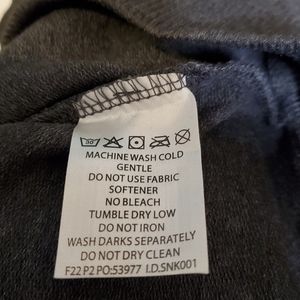 30°
MACHINE WASH COLD
GENTLE
DO NOT USE FABRIC
SOFTENER
NO BLEACH
TUMBLE DRY LOW
DO NOT IRON
WASH DARKS SEPARATELY
DO NOT DRY CLEAN
F22 P2 PO:53977 I.D.SNK001